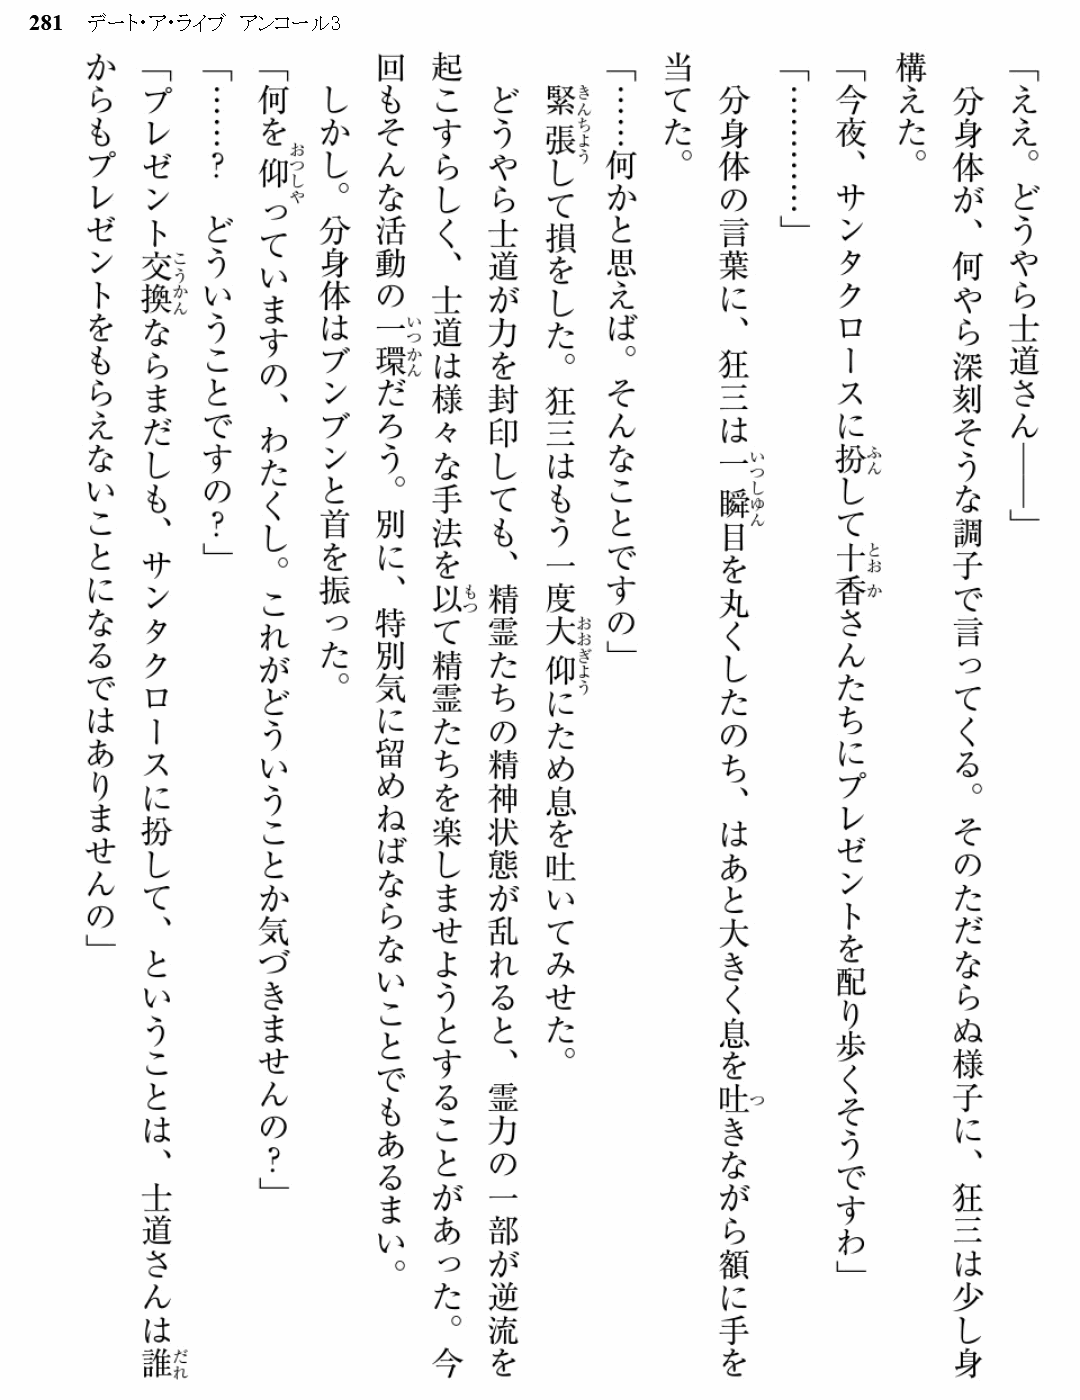 281 デート・ア・ライブ アンコール3
「ええ。どうやら士道さん――」
分身体が、何やら深刻そうな調子で言ってくる。そのただならぬ様子に、狂三は少し身
構えた。
「今夜、サンタクロースに扮して十香さんたちにプレゼントを配り歩くそうですわ」
「…………」
分身体の言葉に、狂三は一瞬目を丸くしたのち、はあと大きく息を吐きながら額に手を
当てた。
「……何かと思えば。そんなことですの」
緊張して損をした。狂三はもう一度大仰にため息を吐いてみせた。
どうやら士道が力を封印しても、精霊たちの精神状態が乱れると、霊力の一部が逆流を
起こすらしく、士道は様々な手法を以て精霊たちを楽しませようとすることがあった。今
回もそんな活動の一環だろう。別に、特別気に留めねばならないことでもあるまい。
しかし。分身体はブンブンと首を振った。
「何を仰っていますの、わたくし。これがどういうことか気づきませんの?」
「……? どういうことですの?」
「プレゼント交換ならまだしも、サンタクロースに扮して、ということは、士道さんは誰
からもプレゼントをもらえないことになるではありませんの」